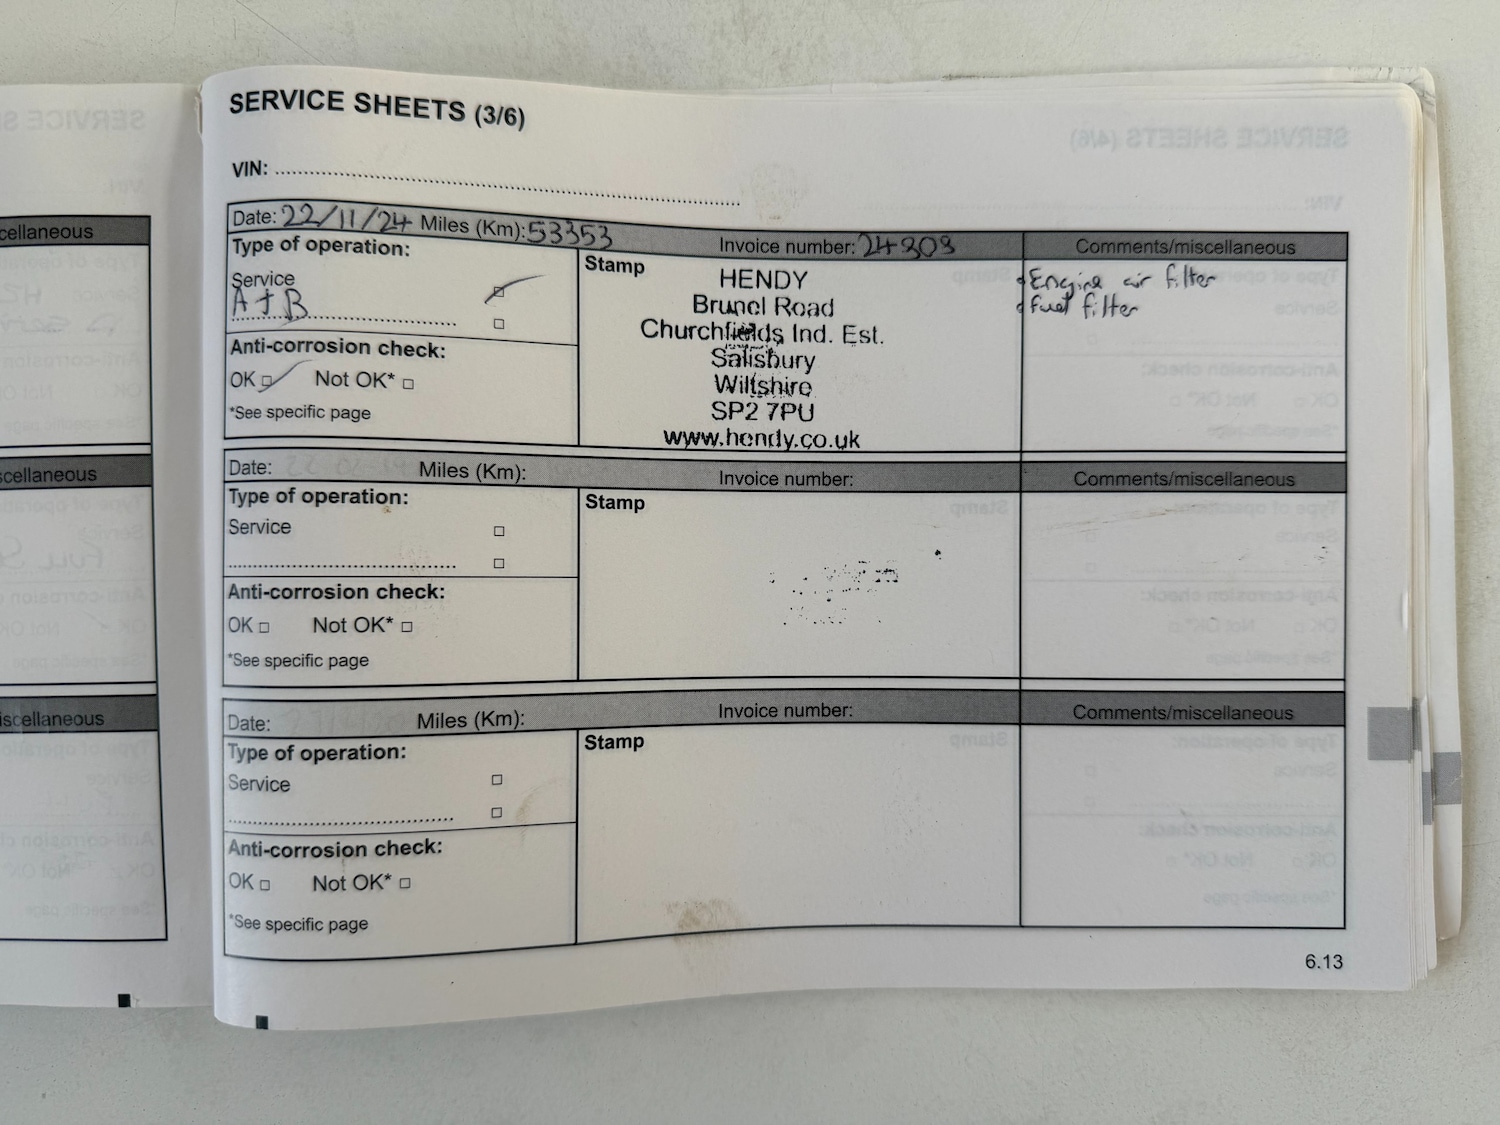 SERVICE SHEETS (3/6)
VIN:
Date: 22/11/24 Miles (Km): 53353 Invoice number: 24303 Comments/miscellaneous
Type of operation:
Service
A+B
Anti-corrosion check:
OK Not OK*
*See specific page
Stamp
HENDY
Brunel Road
Churchfields Ind. Est.
Salisbury
Wiltshire
SP2 7PU
www.hendy.co.uk
Engine air filter
Fuel filter
Date: Miles (Km): Invoice number: Comments/miscellaneous
Type of operation:
Service
Anti-corrosion check:
OK Not OK*
*See specific page
Stamp
Date: Miles (Km): Invoice number: Comments/miscellaneous
Type of operation:
Service
Anti-corrosion check:
OK Not OK*
*See specific page
Stamp
6.13
cellaneous
scellaneous
iscellaneous